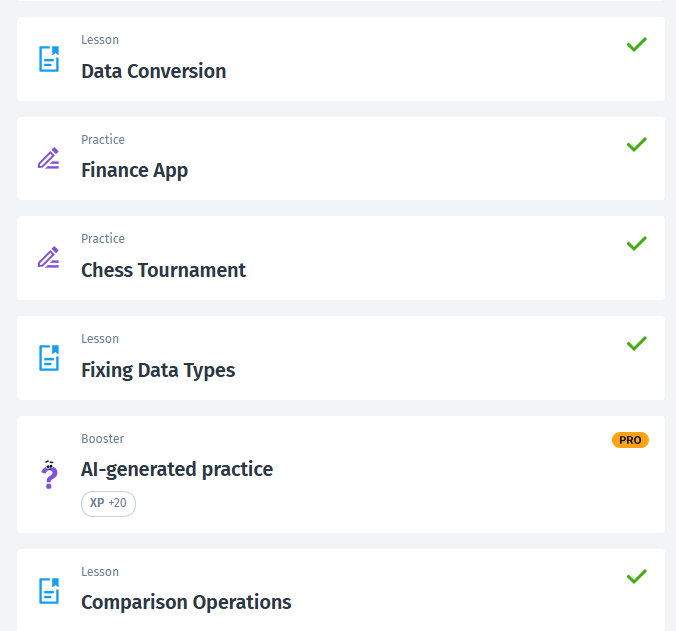 Lesson
Data Conversion
Practice
Finance App
Practice
Chess Tournament
Lesson
Fixing Data Types
Booster
PRO
AI-generated practice
XP +20
Lesson
Comparison Operations